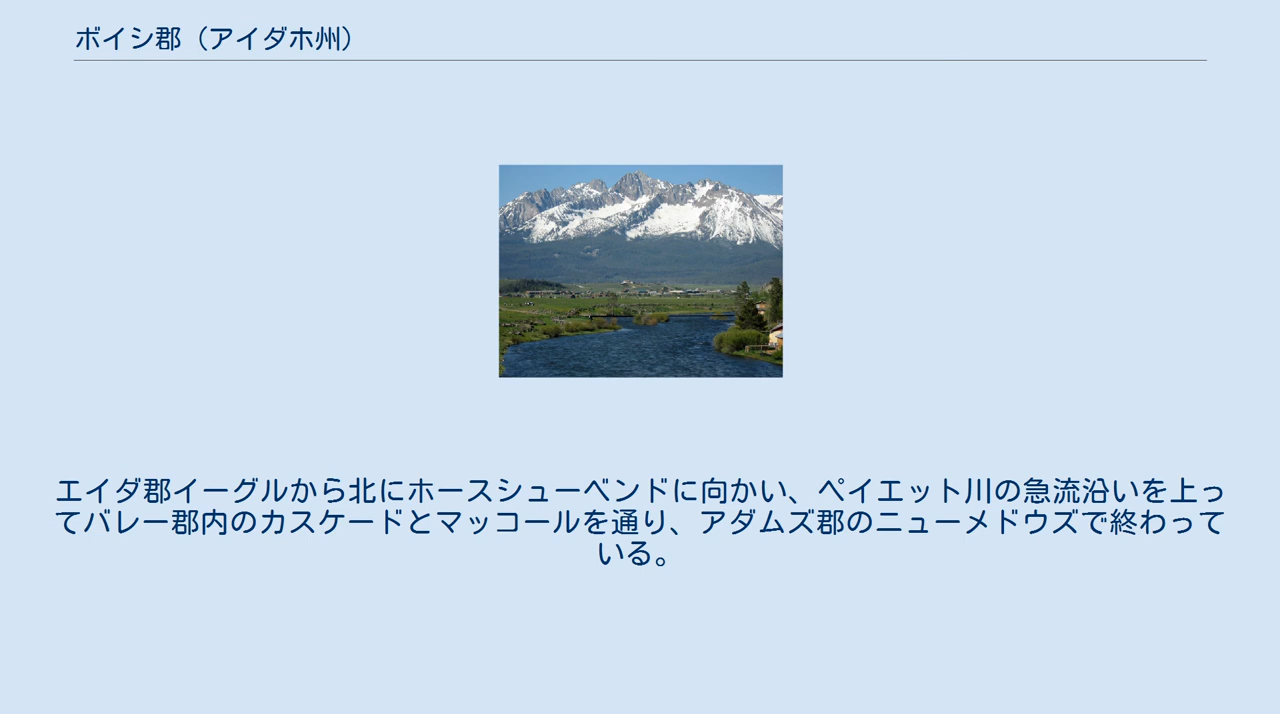 ボイシ郡（アイダホ州）
エイダ郡イーグルから北にホースシューベンドに向かい、ペイエット川の急流沿いを上っ
てバレー郡内のカスケードとマッコールを通り、アダムズ郡のニューメドウズで終わって
いる。